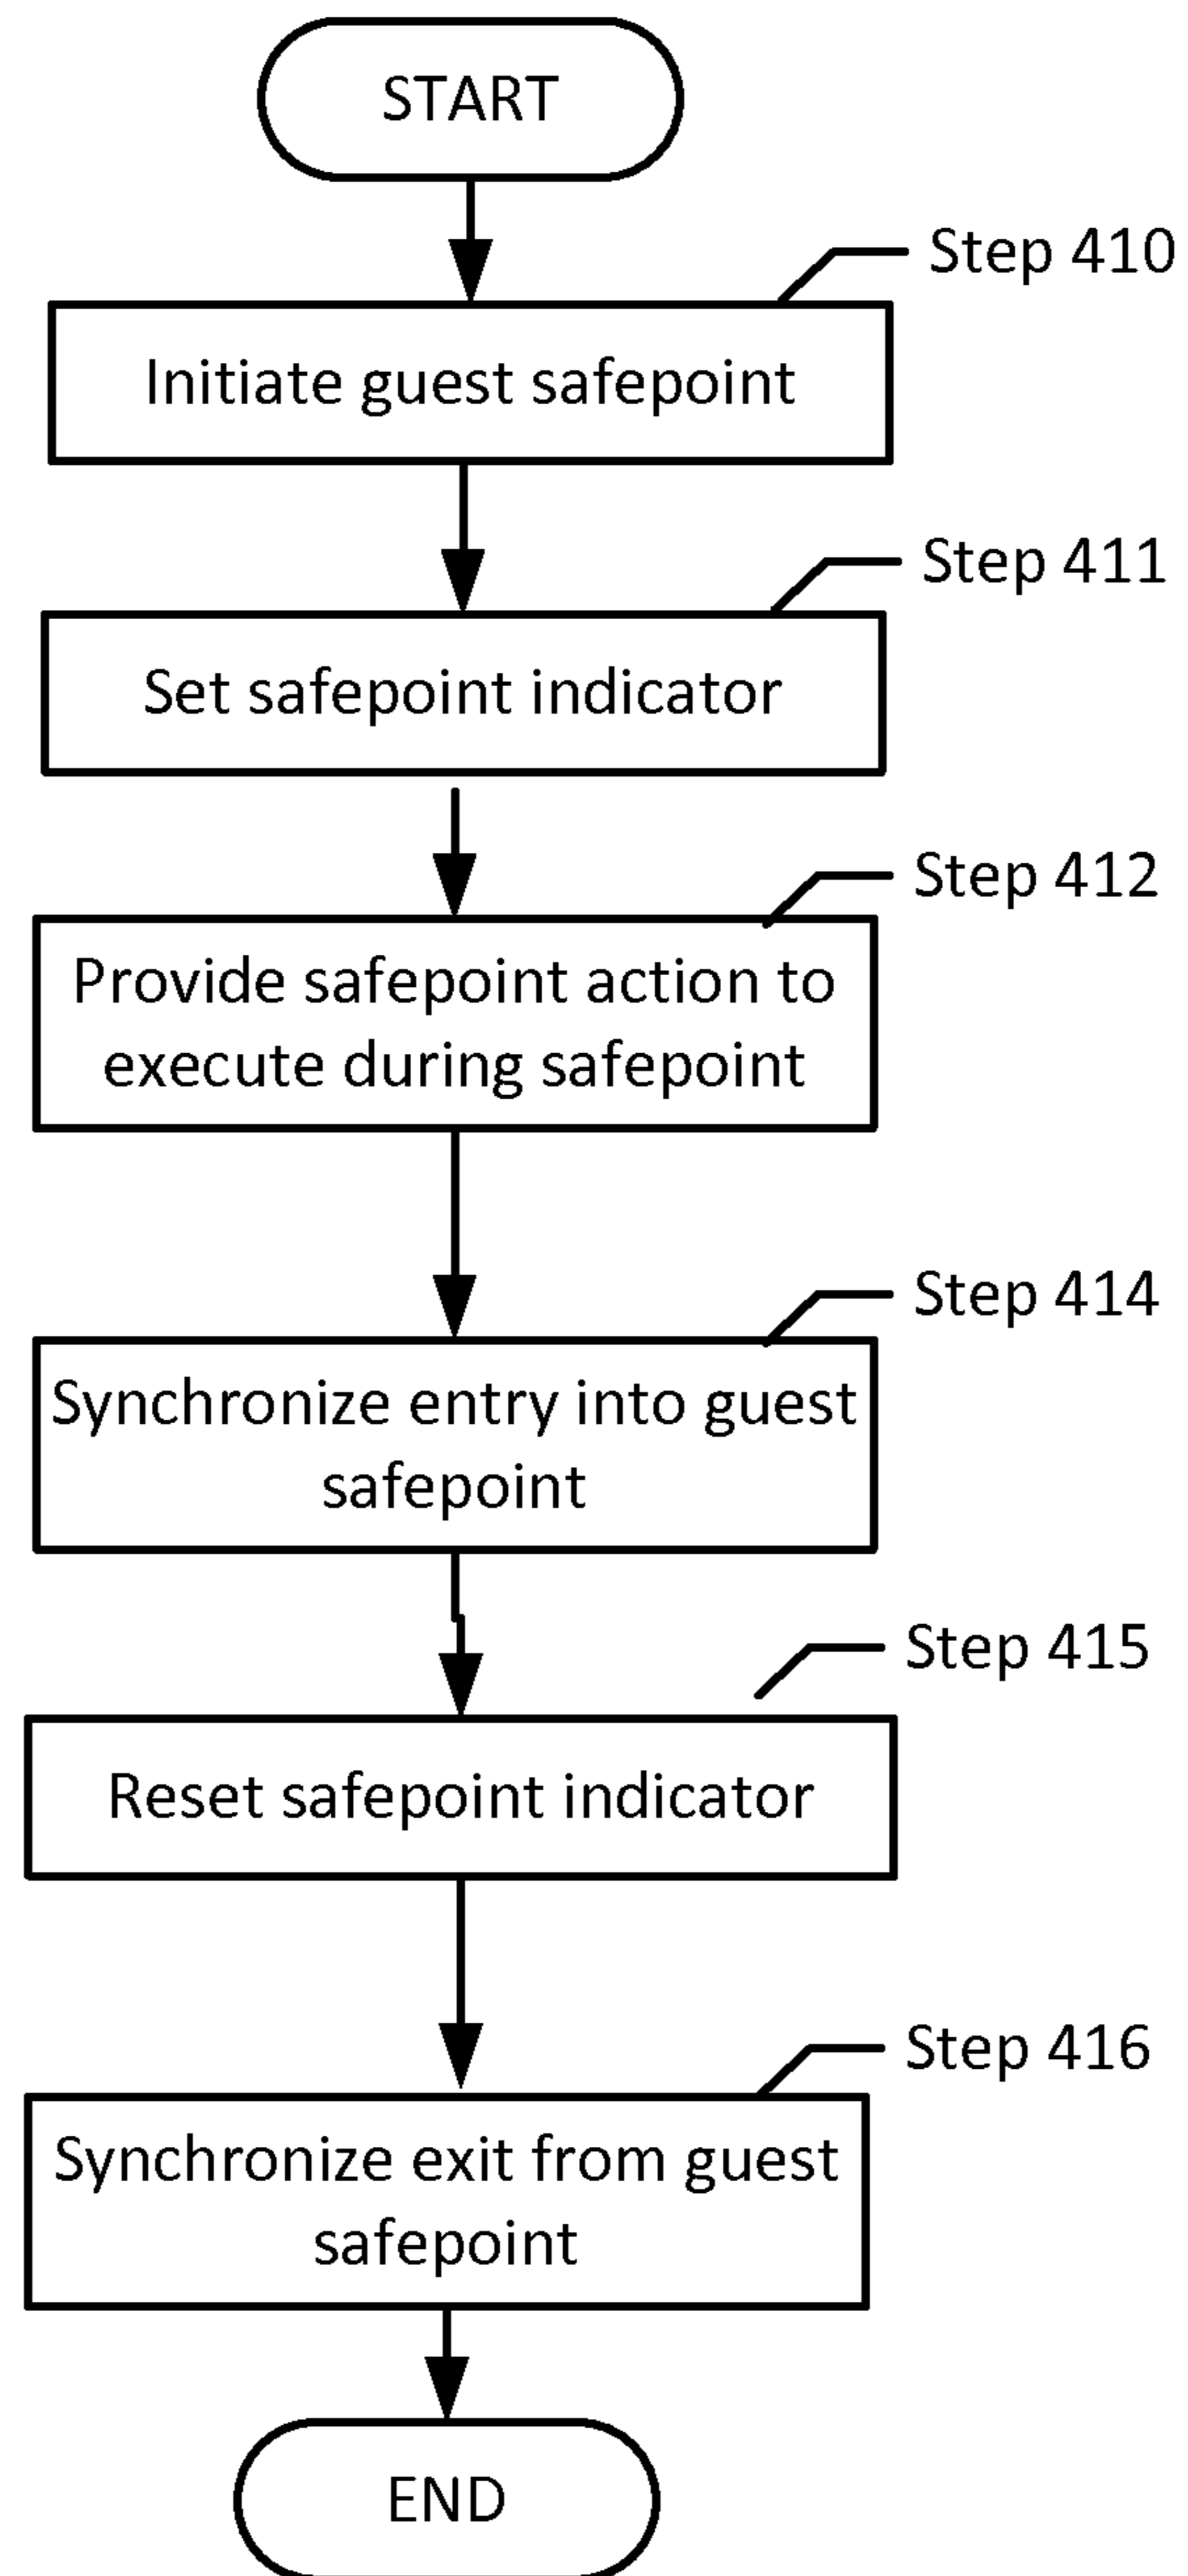 START
Step 410
Initiate guest safepoint
Step 411
Set safepoint indicator
Step 412
Provide safepoint action to
execute during safepoint
Step 414
Synchronize entry into guest
safepoint
Step 415
Reset safepoint indicator
Step 416
Synchronize exit from guest
safepoint
END